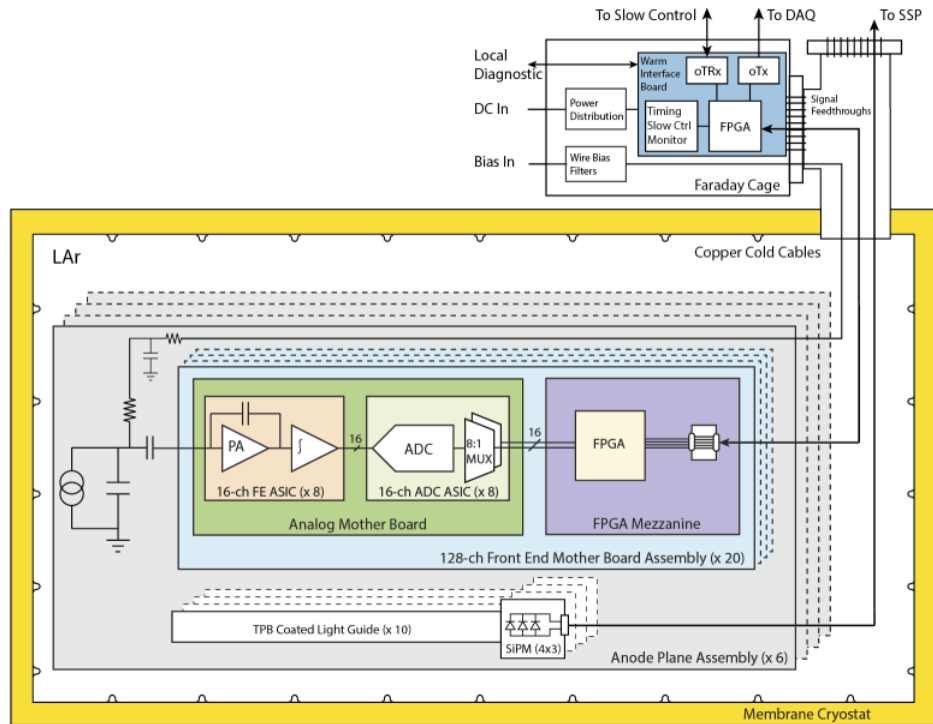 To Slow Control
To DAQ
To SSP
Local
Diagnostic
Warm
Interface
Board
oTRx
oTx
Signal
Feedthroughs
DC In
Power
Distribution
Timing
Slow Ctrl
Monitor
FPGA
Bias In
Wire Bias
Filters
Faraday Cage
LAr
Copper Cold Cables
PA
∫
16
ADC
8:1
MUX
16
FPGA
16-ch FE ASIC (x 8)
16-ch ADC ASIC (x 8)
Analog Mother Board
FPGA Mezzanine
128-ch Front End Mother Board Assembly (x 20)
TPB Coated Light Guide (x 10)
SiPM (4x3)
Anode Plane Assembly (x 6)
Membrane Cryostat